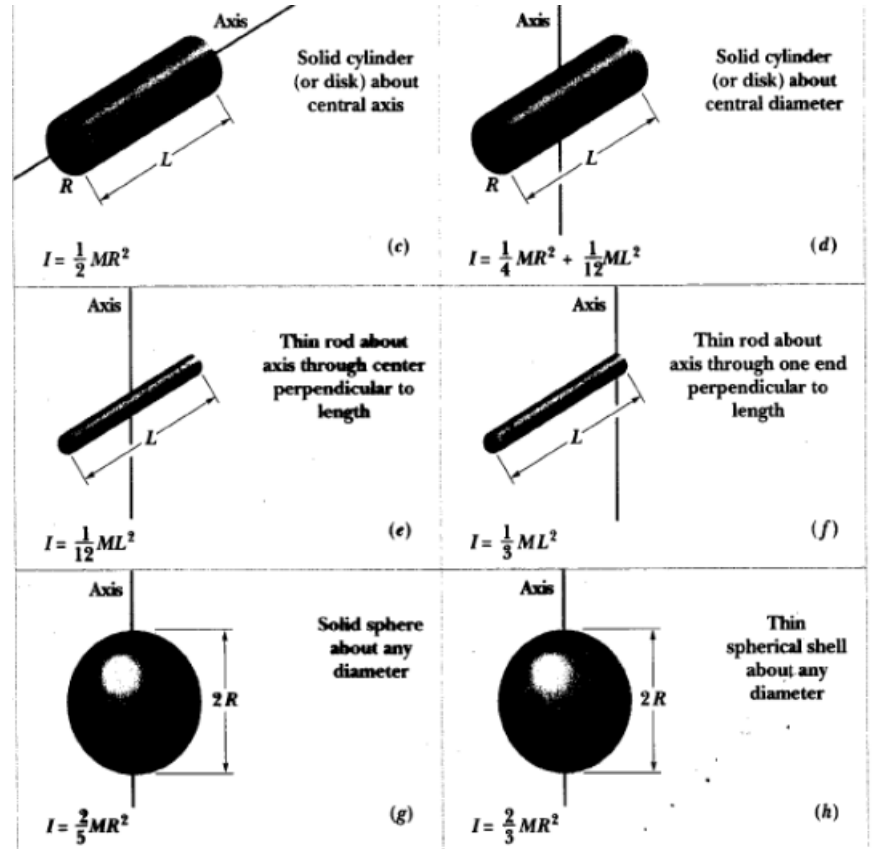 Axis
Solid cylinder
(or disk) about
central axis
L
R
I = 1/2 MR²
(c)
Axis
Solid cylinder
(or disk) about
central diameter
L
R
I = 1/4 MR² + 1/12 ML²
(d)
Axis
Thin rod about
axis through center
perpendicular to
length
L
I = 1/12 ML²
(e)
Axis
Thin rod about
axis through one end
perpendicular to
length
L
I = 1/3 ML²
(f)
Axis
Solid sphere
about any
diameter
2R
I = 2/5 MR²
(g)
Axis
Thin
spherical shell
about any
diameter
2R
I = 2/3 MR²
(h)